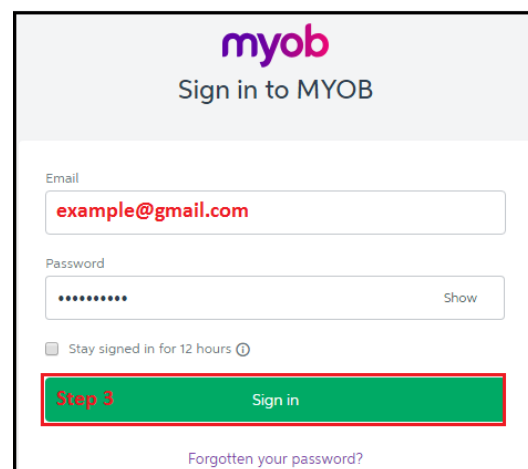 myob
Sign in to MYOB
Email
example@gmail.com
Password
•••••••••• Show
Stay signed in for 12 hours
Step 3 Sign in
Forgotten your password?